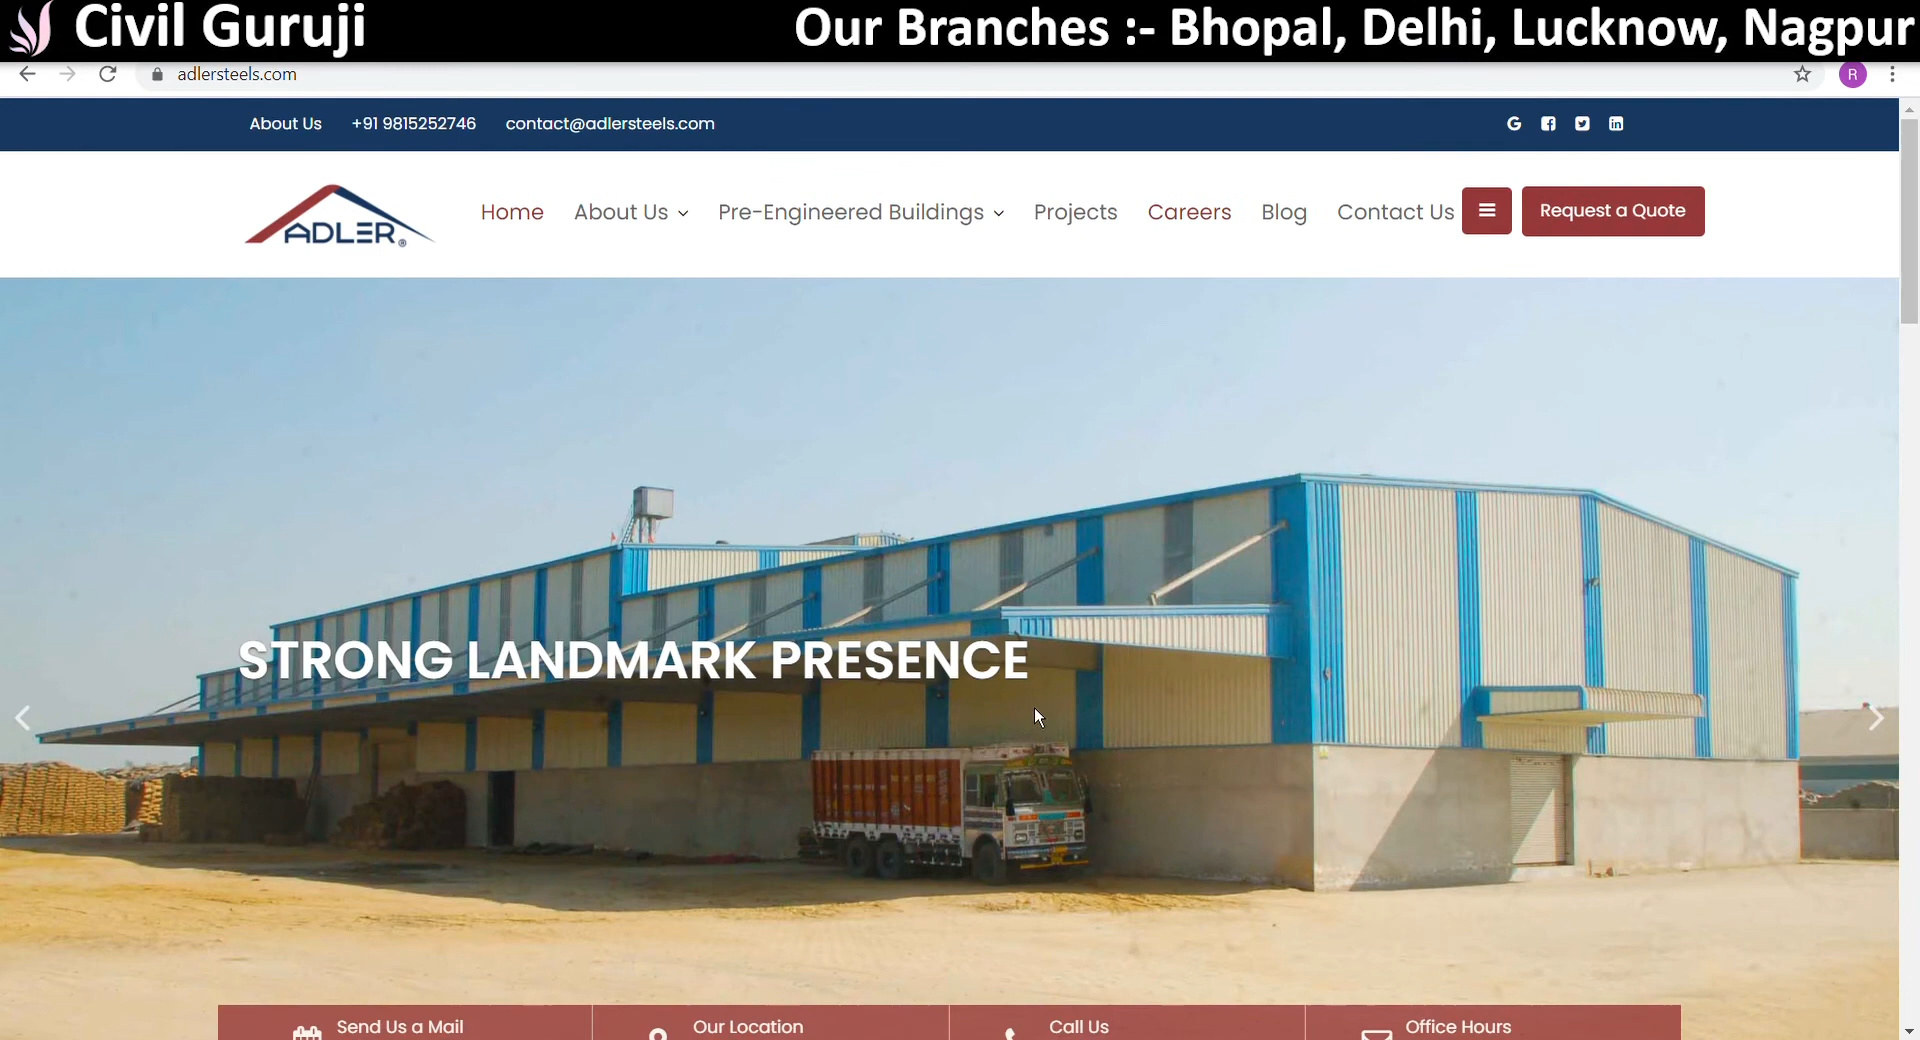 Civil Guruji
Our Branches :- Bhopal, Delhi, Lucknow, Nagpur
adlersteels.com
R
About Us +91 9815252746 contact@adlersteels.com
ADLER®
Home About Us Pre-Engineered Buildings Projects Careers Blog Contact Us Request a Quote
STRONG LANDMARK PRESENCE
Send Us a Mail Our Location Call Us Office Hours